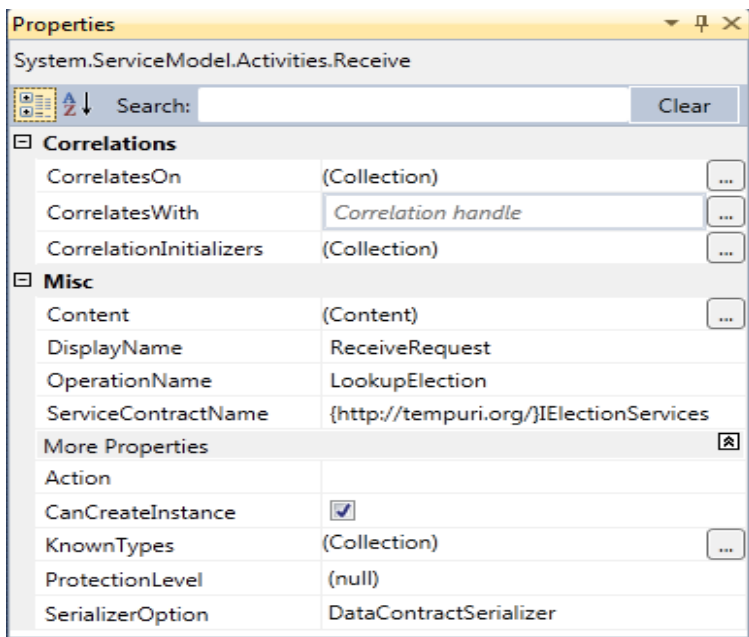 Properties
System.ServiceModel.Activities.Receive
A Z Search: Clear
Correlations
CorrelatesOn (Collection) ...
CorrelatesWith Correlation handle ...
CorrelationInitializers (Collection) ...
Misc
Content (Content) ...
DisplayName ReceiveRequest
OperationName LookupElection
ServiceContractName {http://tempuri.org/}IElectionServices
More Properties
Action
CanCreateInstance
KnownTypes (Collection) ...
ProtectionLevel (null)
SerializerOption DataContractSerializer